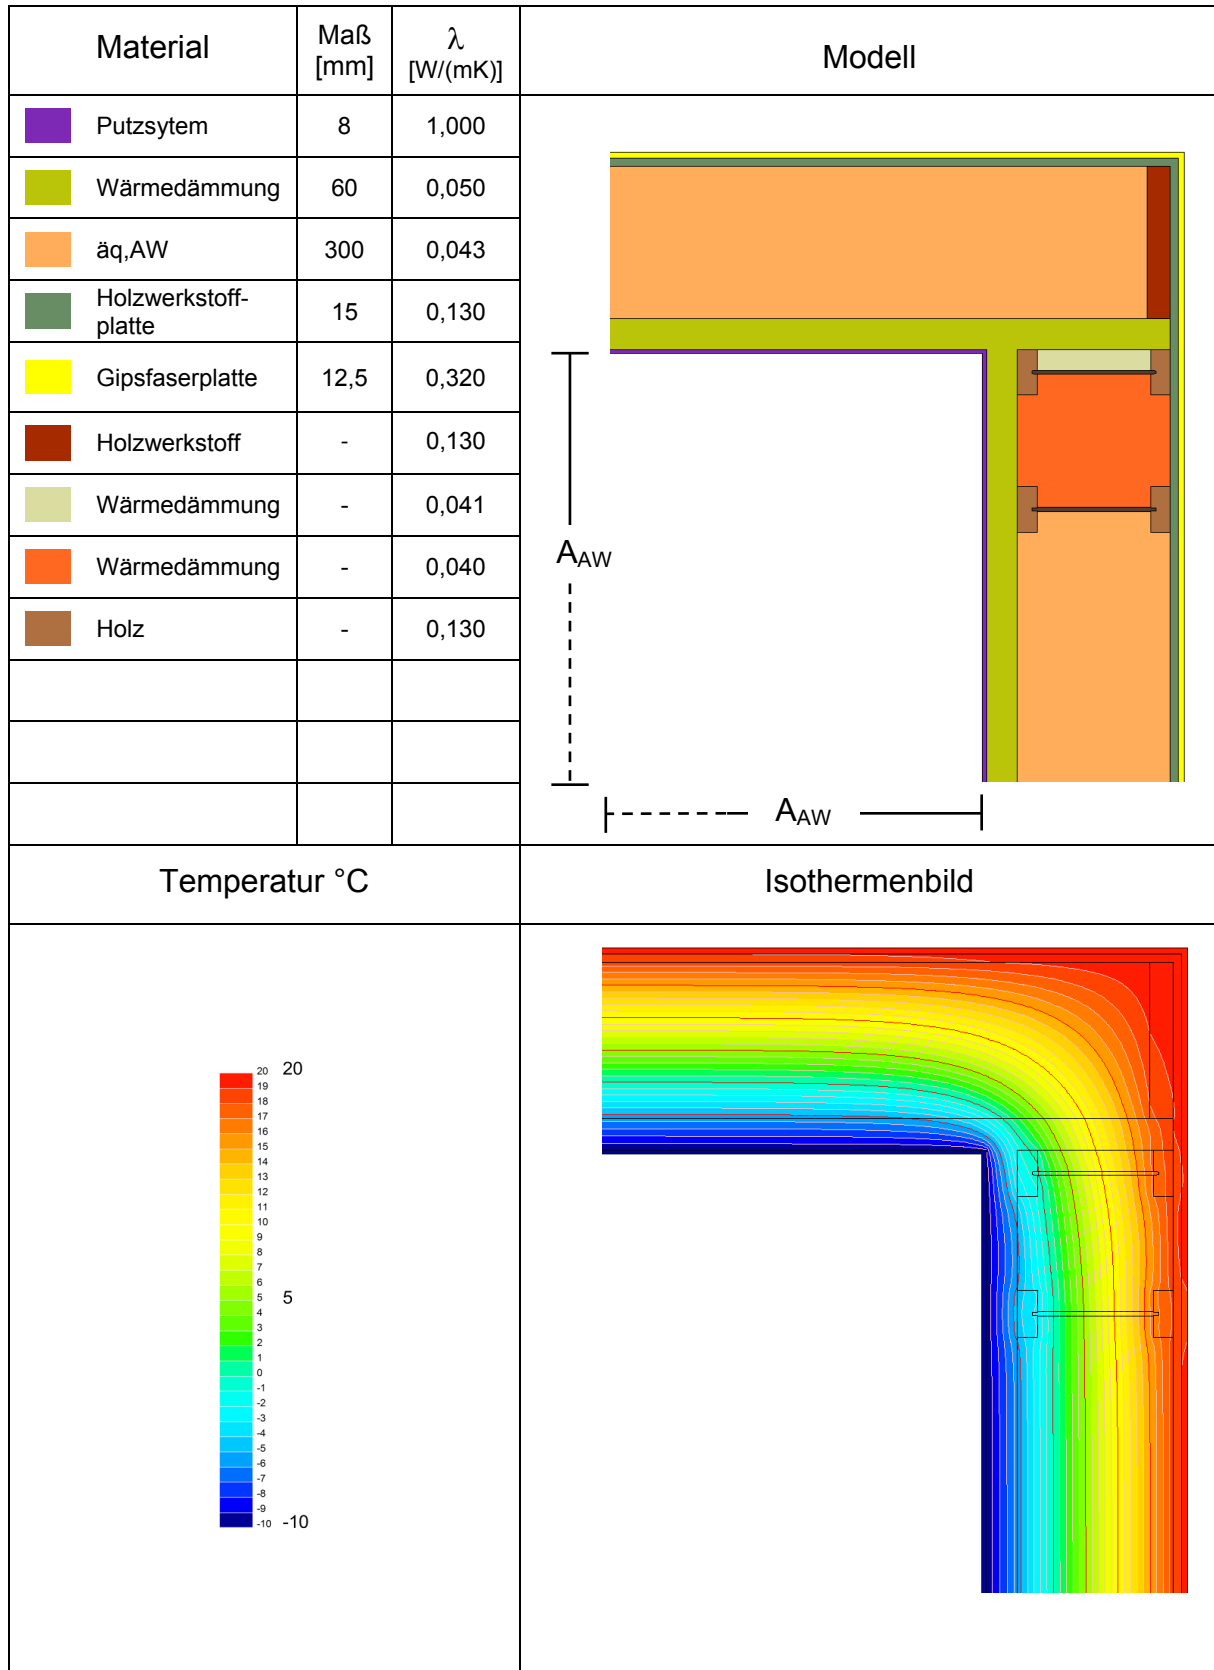 Material
Maß [mm]
λ [W/(mK)]
Modell
Putzsytem 8 1,000
Wärmedämmung 60 0,050
äq,AW 300 0,043
Holzwerkstoff-
platte 15 0,130
Gipsfaserplatte 12,5 0,320
Holzwerkstoff - 0,130
Wärmedämmung - 0,041
Wärmedämmung - 0,040
Holz - 0,130
A_AW
A_AW
Temperatur °C
Isothermenbild
20 20
19
18
17
16
15
14
13
12
11
10
9
8
7
6
5 5
4
3
2
1
0
-1
-2
-3
-4
-5
-6
-7
-8
-9
-10 -10